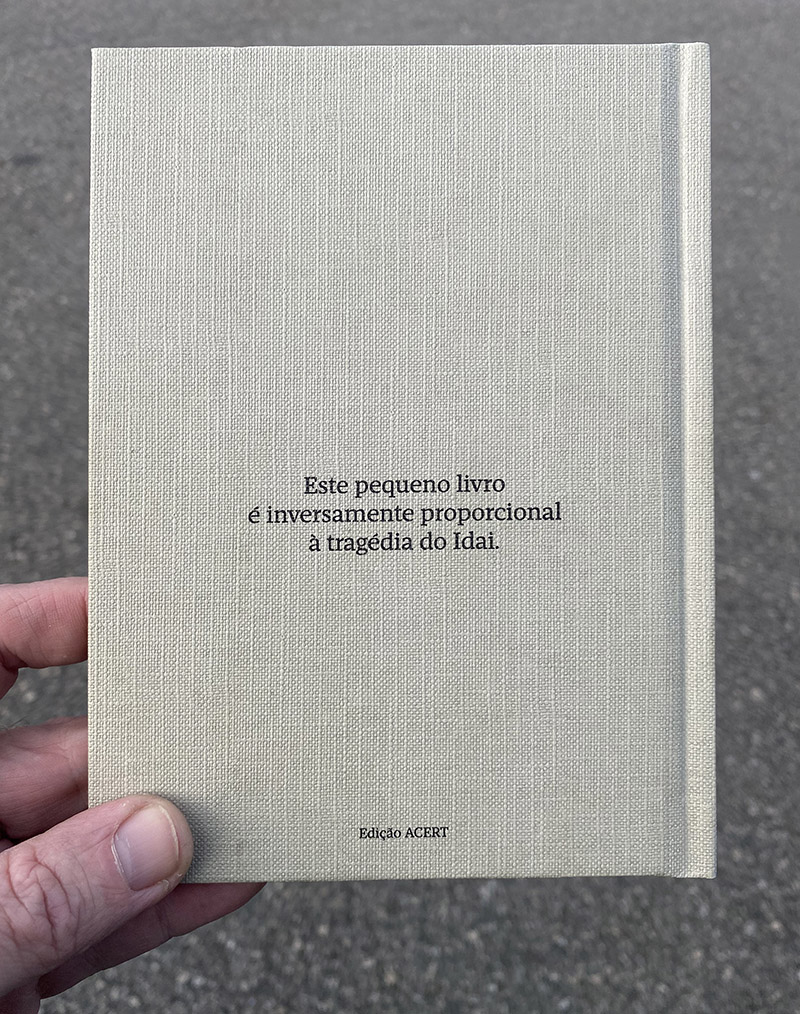 Este pequeno livro
é inversamente proporcional
à tragédia do Idai.
Edição ACERT